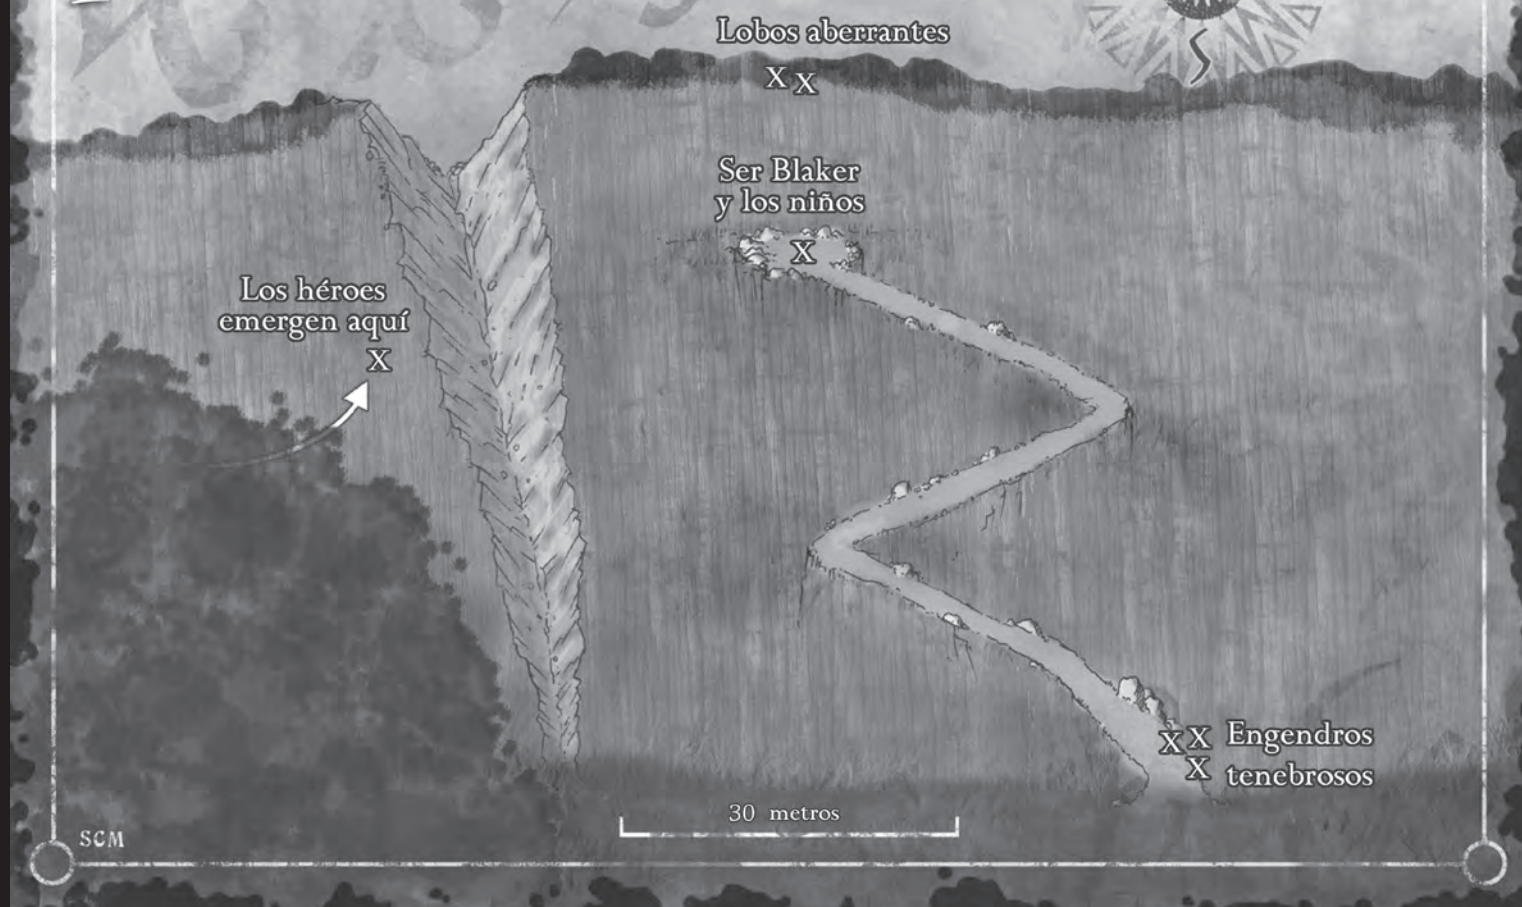 S
Lobos aberrantes
X X
Ser Blaker
y los niños
X
Los héroes
emergen aquí
X
X X Engendros
X tenebrosos
30 metros
SCM